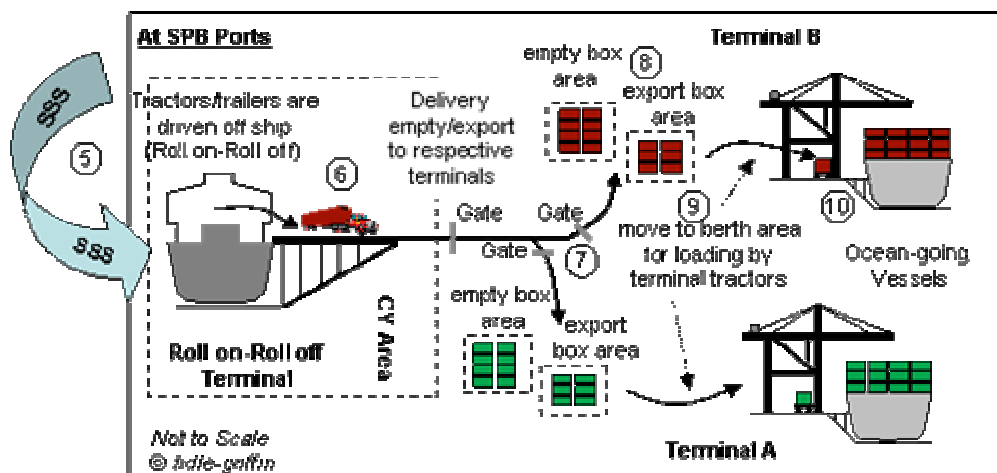 At SPB Ports
SSS
5
SSS
Tractors/trailers are
driven off ship
(Roll on-Roll off)
6
Roll on-Roll off
Terminal
CY Area
Delivery
empty/export
to respective
terminals
Gate
Gate
Gate
7
empty box
area
8
export box
area
Terminal B
9
10
move to berth area
for loading by
terminal tractors
Ocean-going
Vessels
empty box
area
export
box area
Terminal A
Not to Scale
©